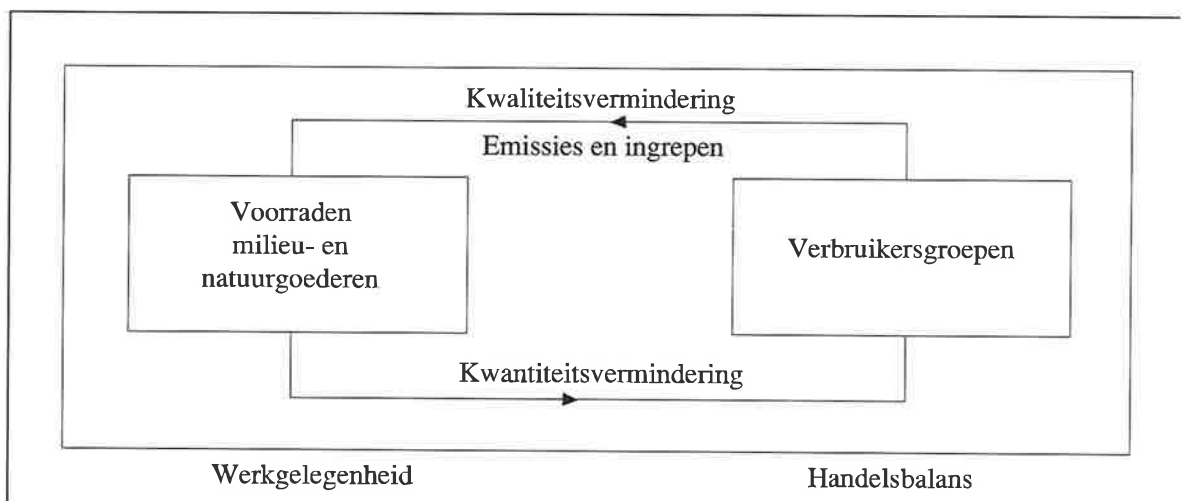 Kwaliteitsvermindering
Emissies en ingrepen
Voorraden
milieu- en
natuurgoederen
Verbruikersgroepen
Kwantiteitsvermindering
Werkgelegenheid
Handelsbalans